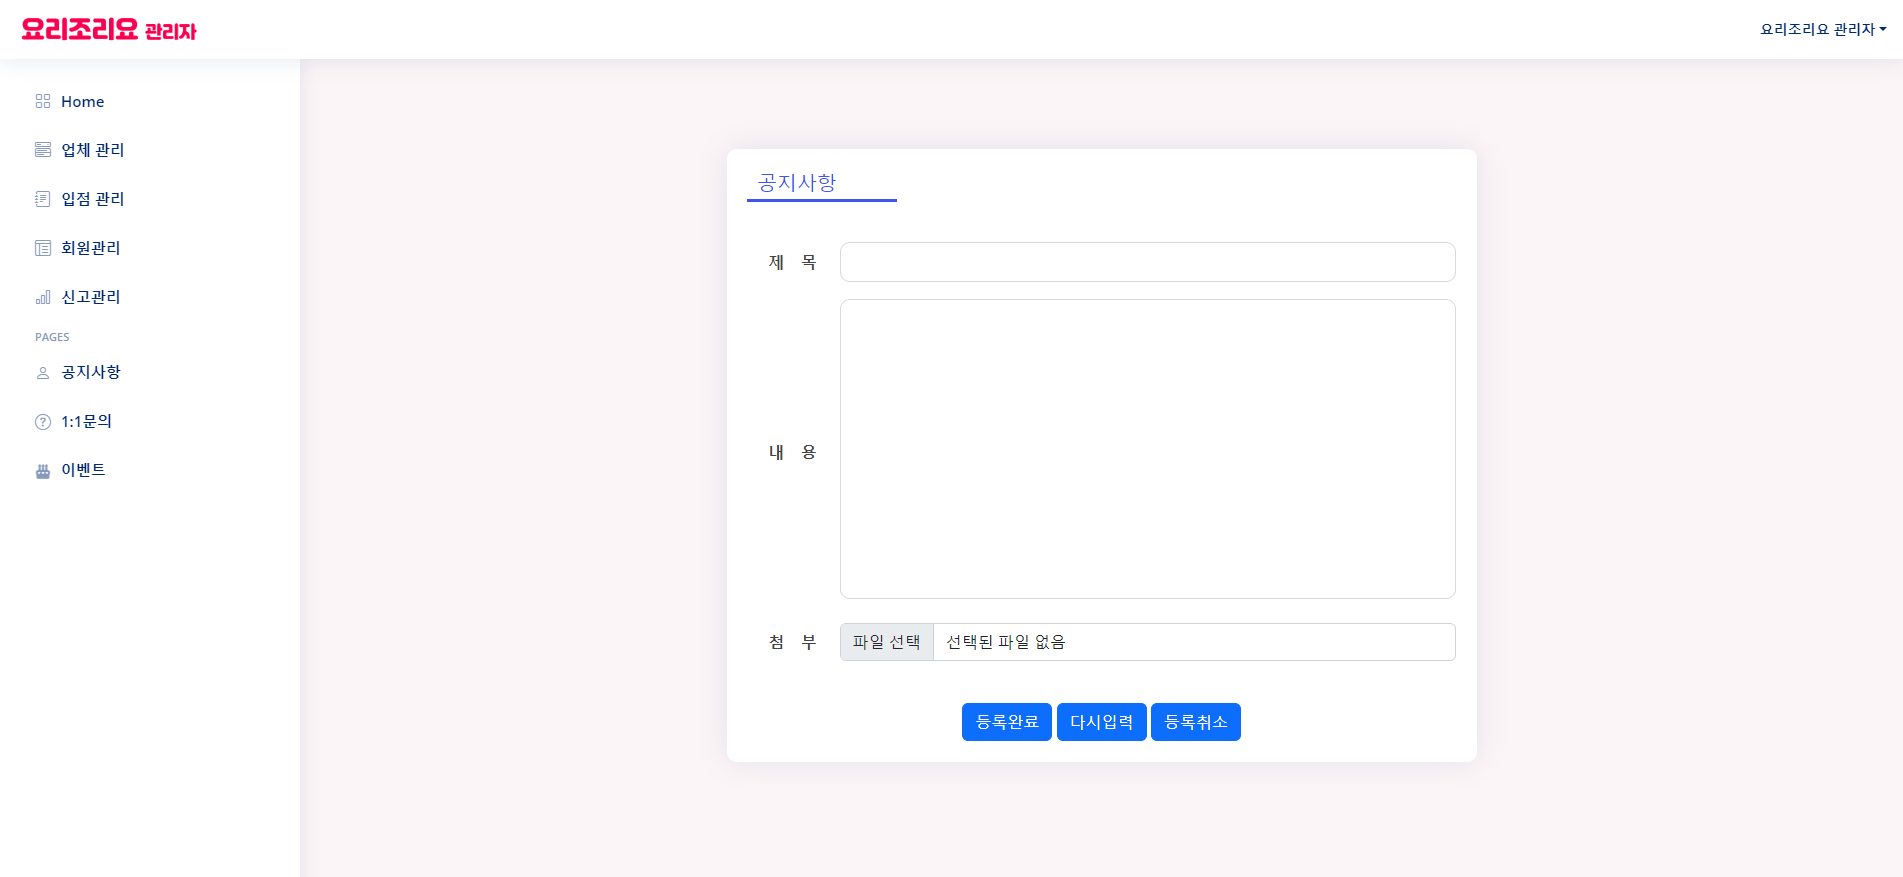 요리조리요 관리자
요리조리요 관리자
Home
업체 관리
입점 관리
회원관리
신고관리
PAGES
공지사항
1:1문의
이벤트
공지사항
제 목
내 용
첨 부
파일 선택 선택된 파일 없음
등록완료 다시입력 등록취소